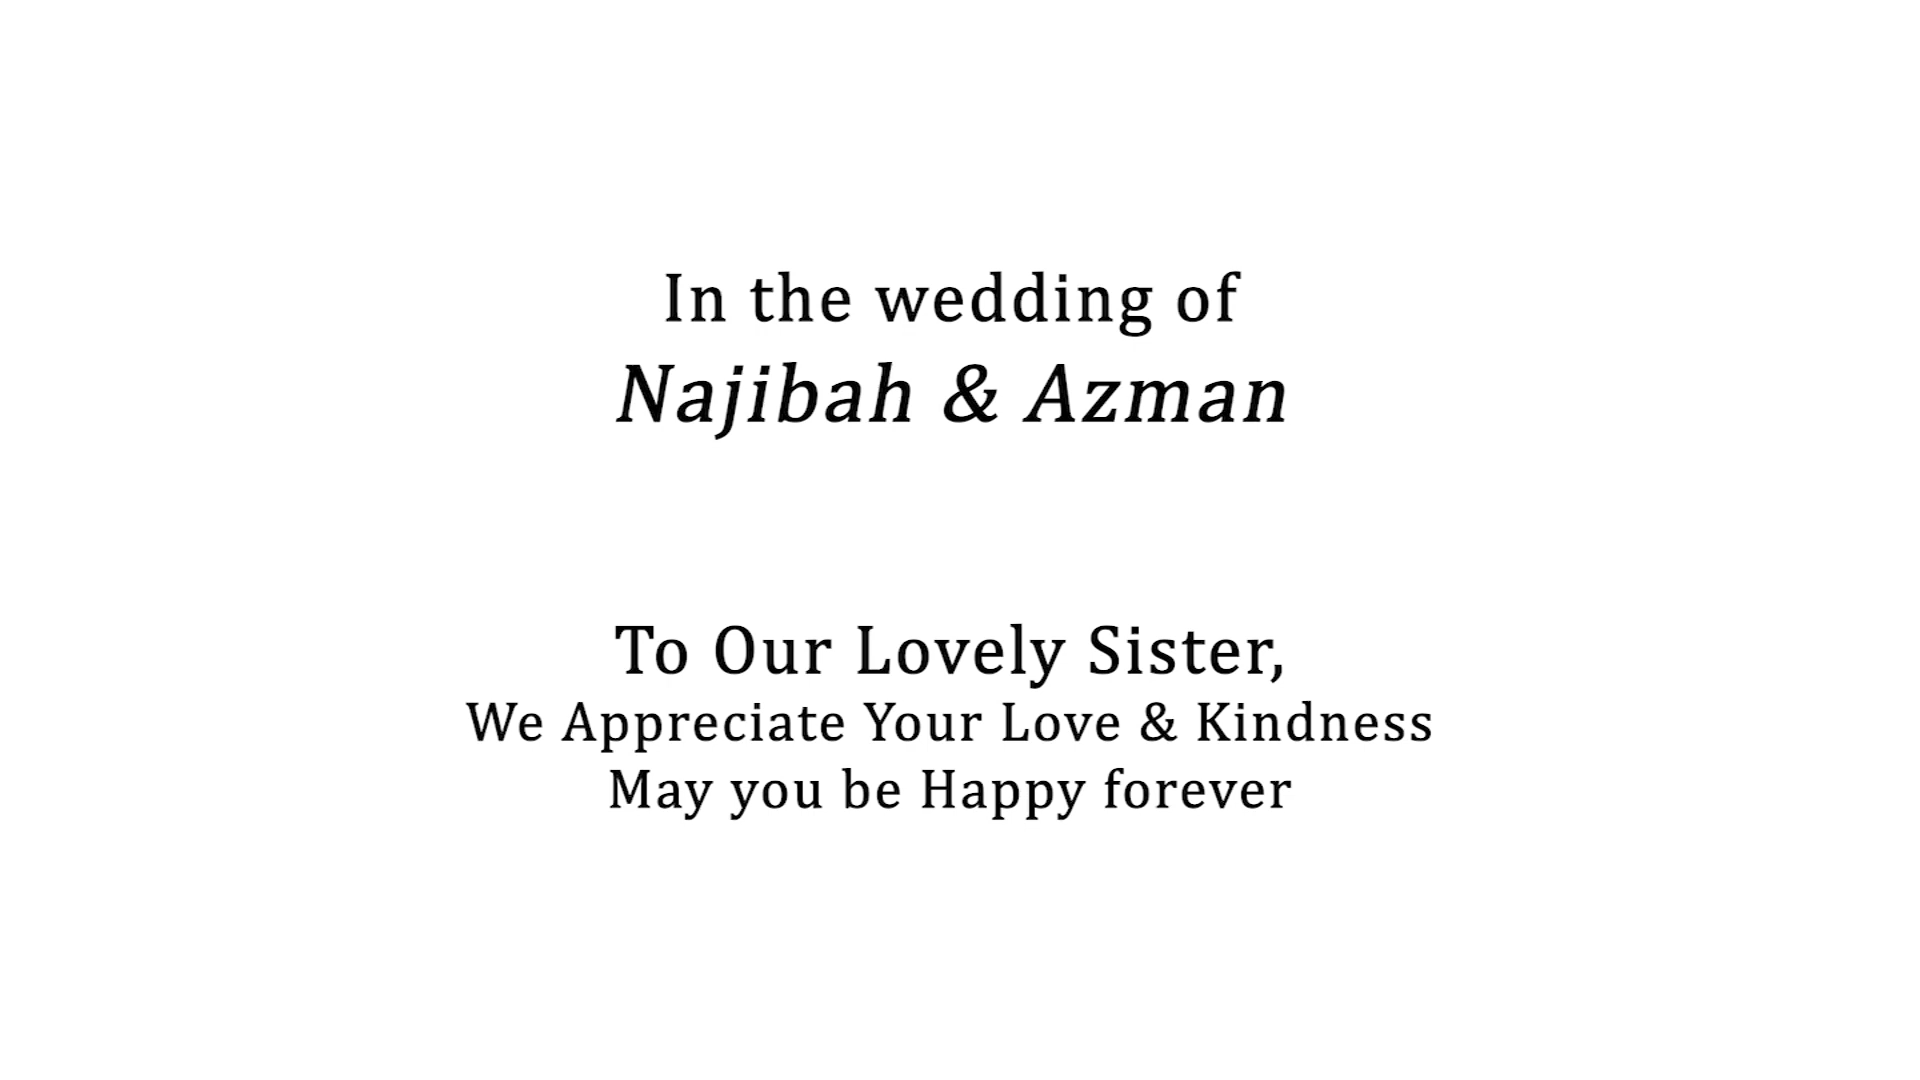 In the wedding of
Najibah & Azman
To Our Lovely Sister,
We Appreciate Your Love & Kindness
May you be Happy forever